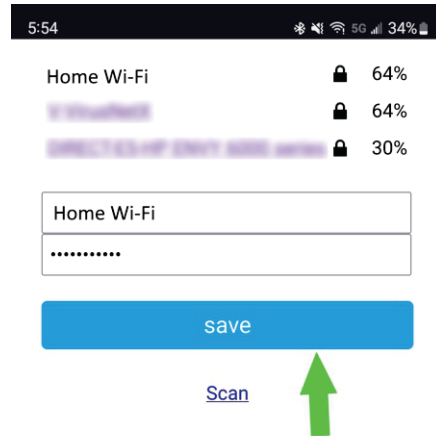 5:54 5G 34%
Home Wi-Fi 64%
64%
30%
Home Wi-Fi
•••••••••••
save
Scan